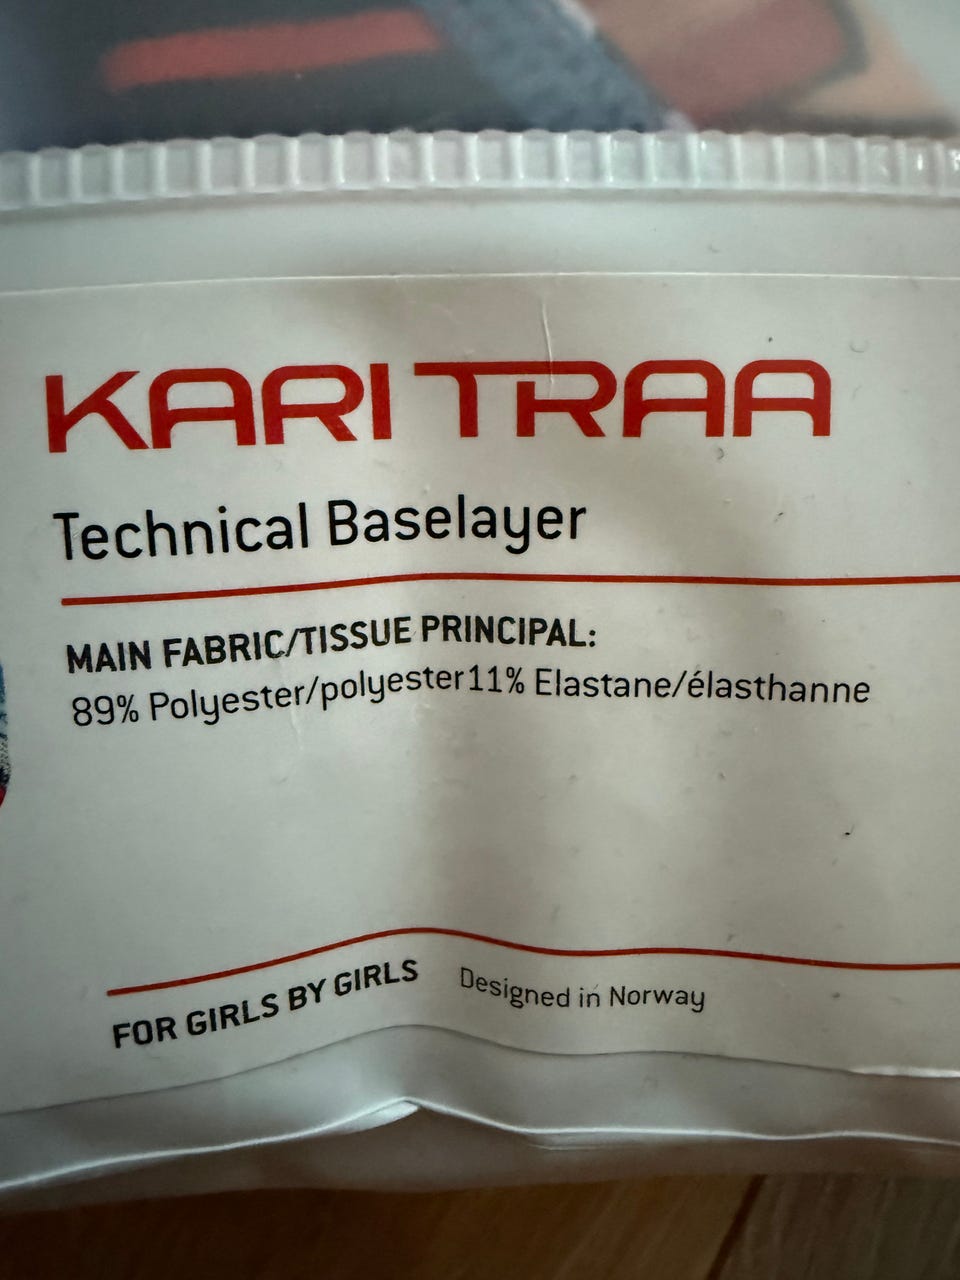 KARI TRAA
Technical Baselayer
MAIN FABRIC/TISSUE PRINCIPAL:
89% Polyester/polyester11% Elastane/élasthanne
FOR GIRLS BY GIRLS Designed in Norway